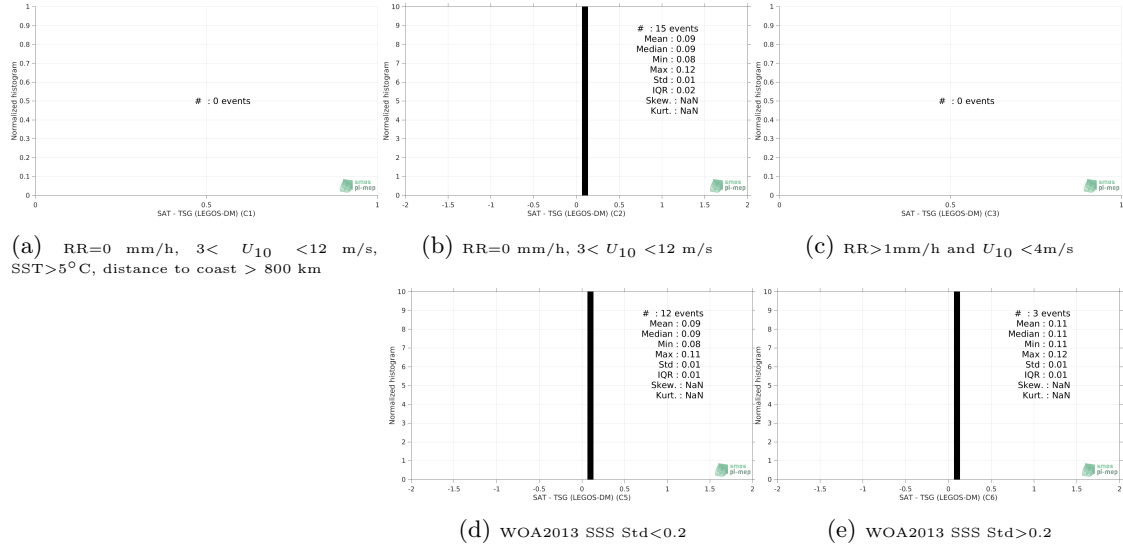 1
0.9
0.8
0.7
0.6
0.5
0.4
0.3
0.2
0.1
0
Normalized histogram
# : 0 events
smos
pi-mep
0 0.5 1
SAT - TSG (LEGOS-DM) (C1)
(a) RR=0 mm/h, 3< U10 <12 m/s,
SST>5°C, distance to coast > 800 km
10
9
8
7
6
5
4
3
2
1
0
Normalized histogram
# : 15 events
Mean : 0.09
Median : 0.09
Min : 0.08
Max : 0.12
Std : 0.01
IQR : 0.02
Skew. : NaN
Kurt. : NaN
smos
pi-mep
-2 -1.5 -1 -0.5 0 0.5 1 1.5 2
SAT - TSG (LEGOS-DM) (C2)
(b) RR=0 mm/h, 3< U10 <12 m/s
1
0.9
0.8
0.7
0.6
0.5
0.4
0.3
0.2
0.1
0
Normalized histogram
# : 0 events
smos
pi-mep
0 0.5 1
SAT - TSG (LEGOS-DM) (C3)
(c) RR>1mm/h and U10 <4m/s
10
9
8
7
6
5
4
3
2
1
0
Normalized histogram
# : 12 events
Mean : 0.09
Median : 0.09
Min : 0.08
Max : 0.11
Std : 0.01
IQR : 0.01
Skew. : NaN
Kurt. : NaN
smos
pi-mep
-2 -1.5 -1 -0.5 0 0.5 1 1.5 2
SAT - TSG (LEGOS-DM) (C5)
(d) WOA2013 SSS Std<0.2
10
9
8
7
6
5
4
3
2
1
0
Normalized histogram
# : 3 events
Mean : 0.11
Median : 0.11
Min : 0.11
Max : 0.12
Std : 0.01
IQR : 0.01
Skew. : NaN
Kurt. : NaN
smos
pi-mep
-2 -1.5 -1 -0.5 0 0.5 1 1.5 2
SAT - TSG (LEGOS-DM) (C6)
(e) WOA2013 SSS Std>0.2